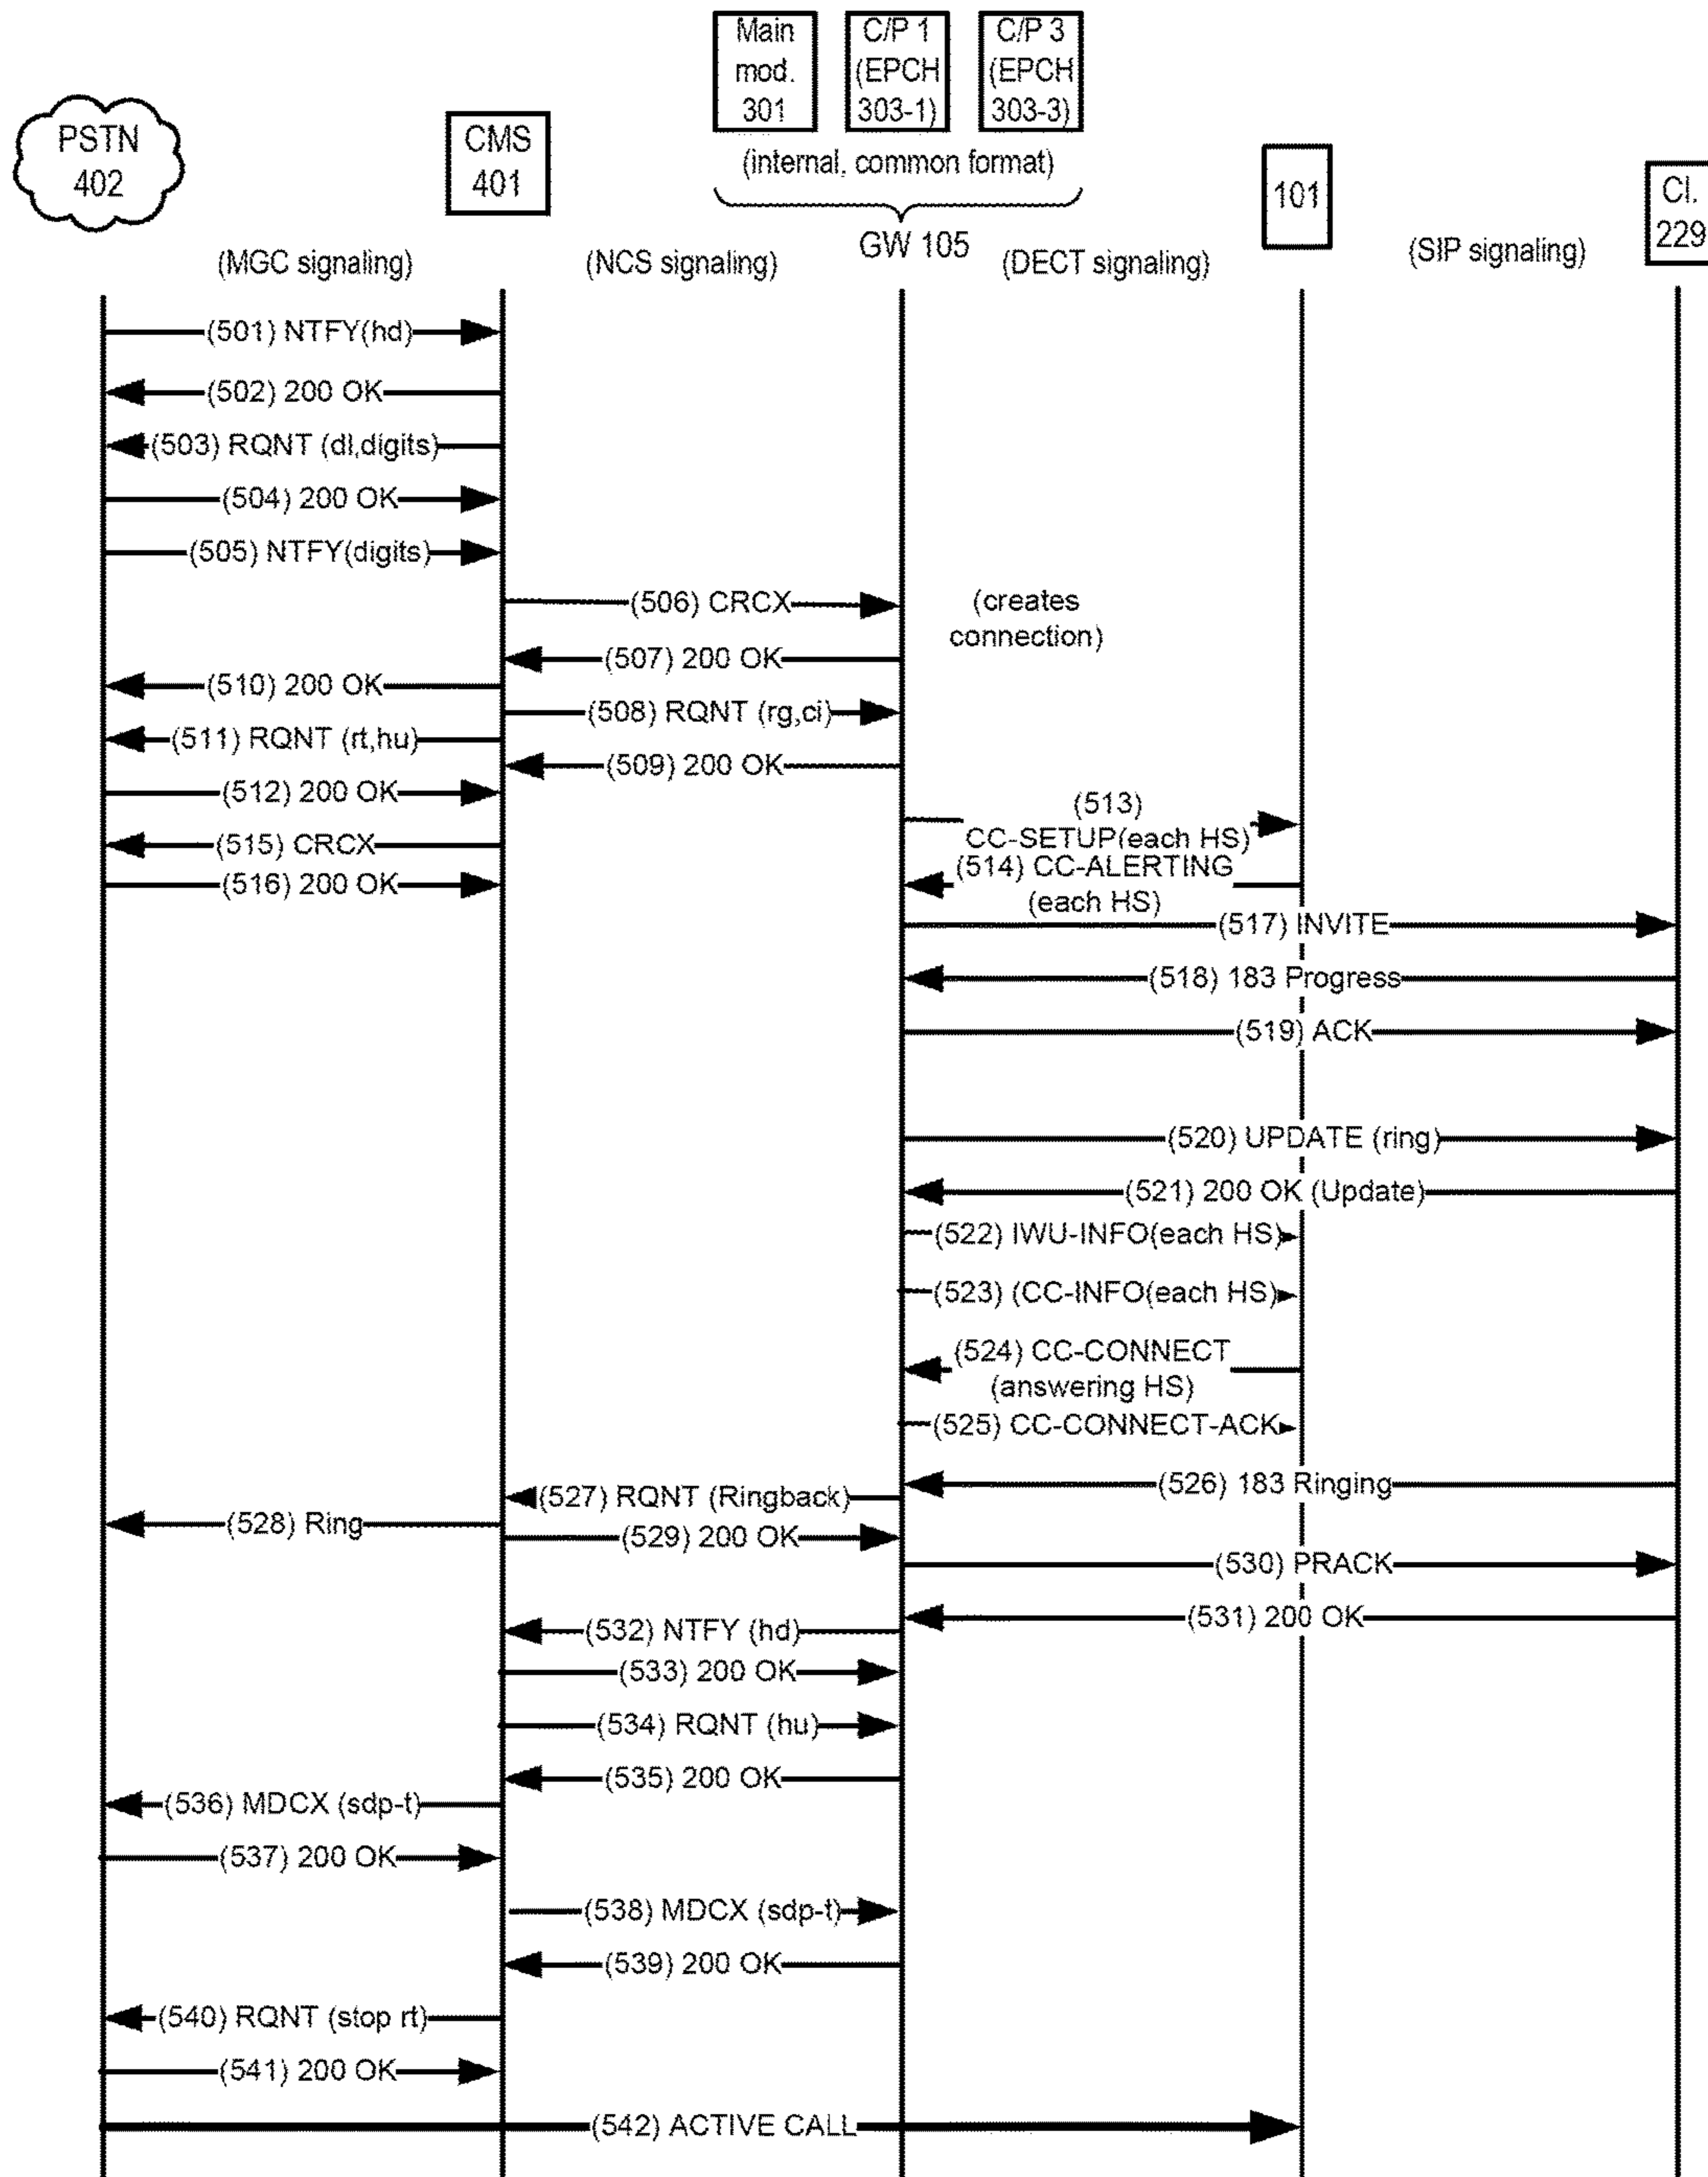 Main
mod.
301
C/P 1
(EPCH
303-1)
C/P 3
(EPCH
303-3)
PSTN
402
CMS
401
(internal, common format)
GW 105
101
Cl.
229
(MGC signaling)
(NCS signaling)
(DECT signaling)
(SIP signaling)
(501) NTFY(hd)
(502) 200 OK
(503) RQNT (dl,digits)
(504) 200 OK
(505) NTFY(digits)
(506) CRCX
(creates
connection)
(507) 200 OK
(510) 200 OK
(508) RQNT (rg,ci)
(511) RQNT (rt,hu)
(509) 200 OK
(512) 200 OK
(513)
CC-SETUP(each HS)
(515) CRCX
(514) CC-ALERTING
(each HS)
(516) 200 OK
(517) INVITE
(518) 183 Progress
(519) ACK
(520) UPDATE (ring)
(521) 200 OK (Update)
(522) IWU-INFO(each HS)
(523) (CC-INFO(each HS)
(524) CC-CONNECT
(answering HS)
(525) CC-CONNECT-ACK
(526) 183 Ringing
(527) RQNT (Ringback)
(528) Ring
(529) 200 OK
(530) PRACK
(531) 200 OK
(532) NTFY (hd)
(533) 200 OK
(534) RQNT (hu)
(535) 200 OK
(536) MDCX (sdp-t)
(537) 200 OK
(538) MDCX (sdp-t)
(539) 200 OK
(540) RQNT (stop rt)
(541) 200 OK
(542) ACTIVE CALL